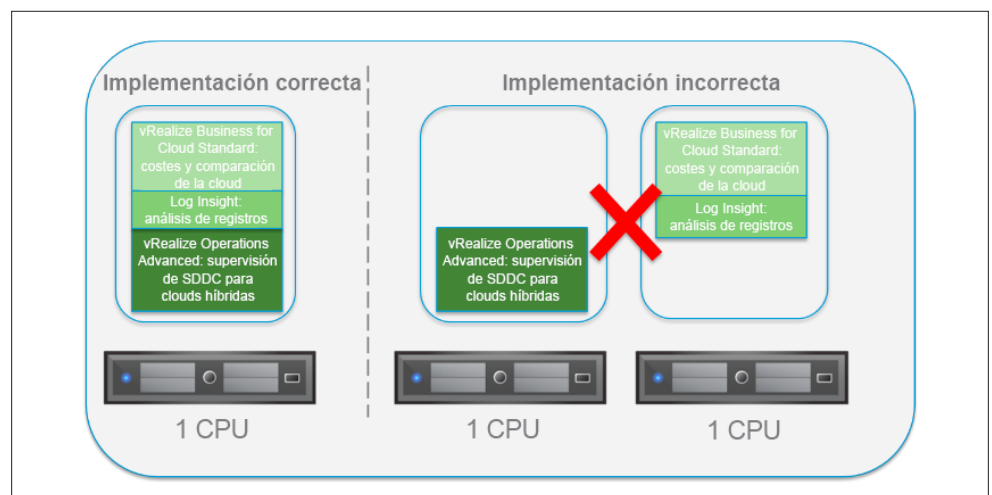 Implementación correcta
vRealize Business for
Cloud Standard:
costes y comparación
de la cloud
Log Insight:
análisis de registros
vRealize Operations
Advanced: supervisión
de SDDC para
clouds híbridas
1 CPU
Implementación incorrecta
vRealize Operations
Advanced: supervisión
de SDDC para
clouds híbridas
1 CPU
vRealize Business for
Cloud Standard:
costes y comparación
de la cloud
Log Insight:
análisis de registros
1 CPU